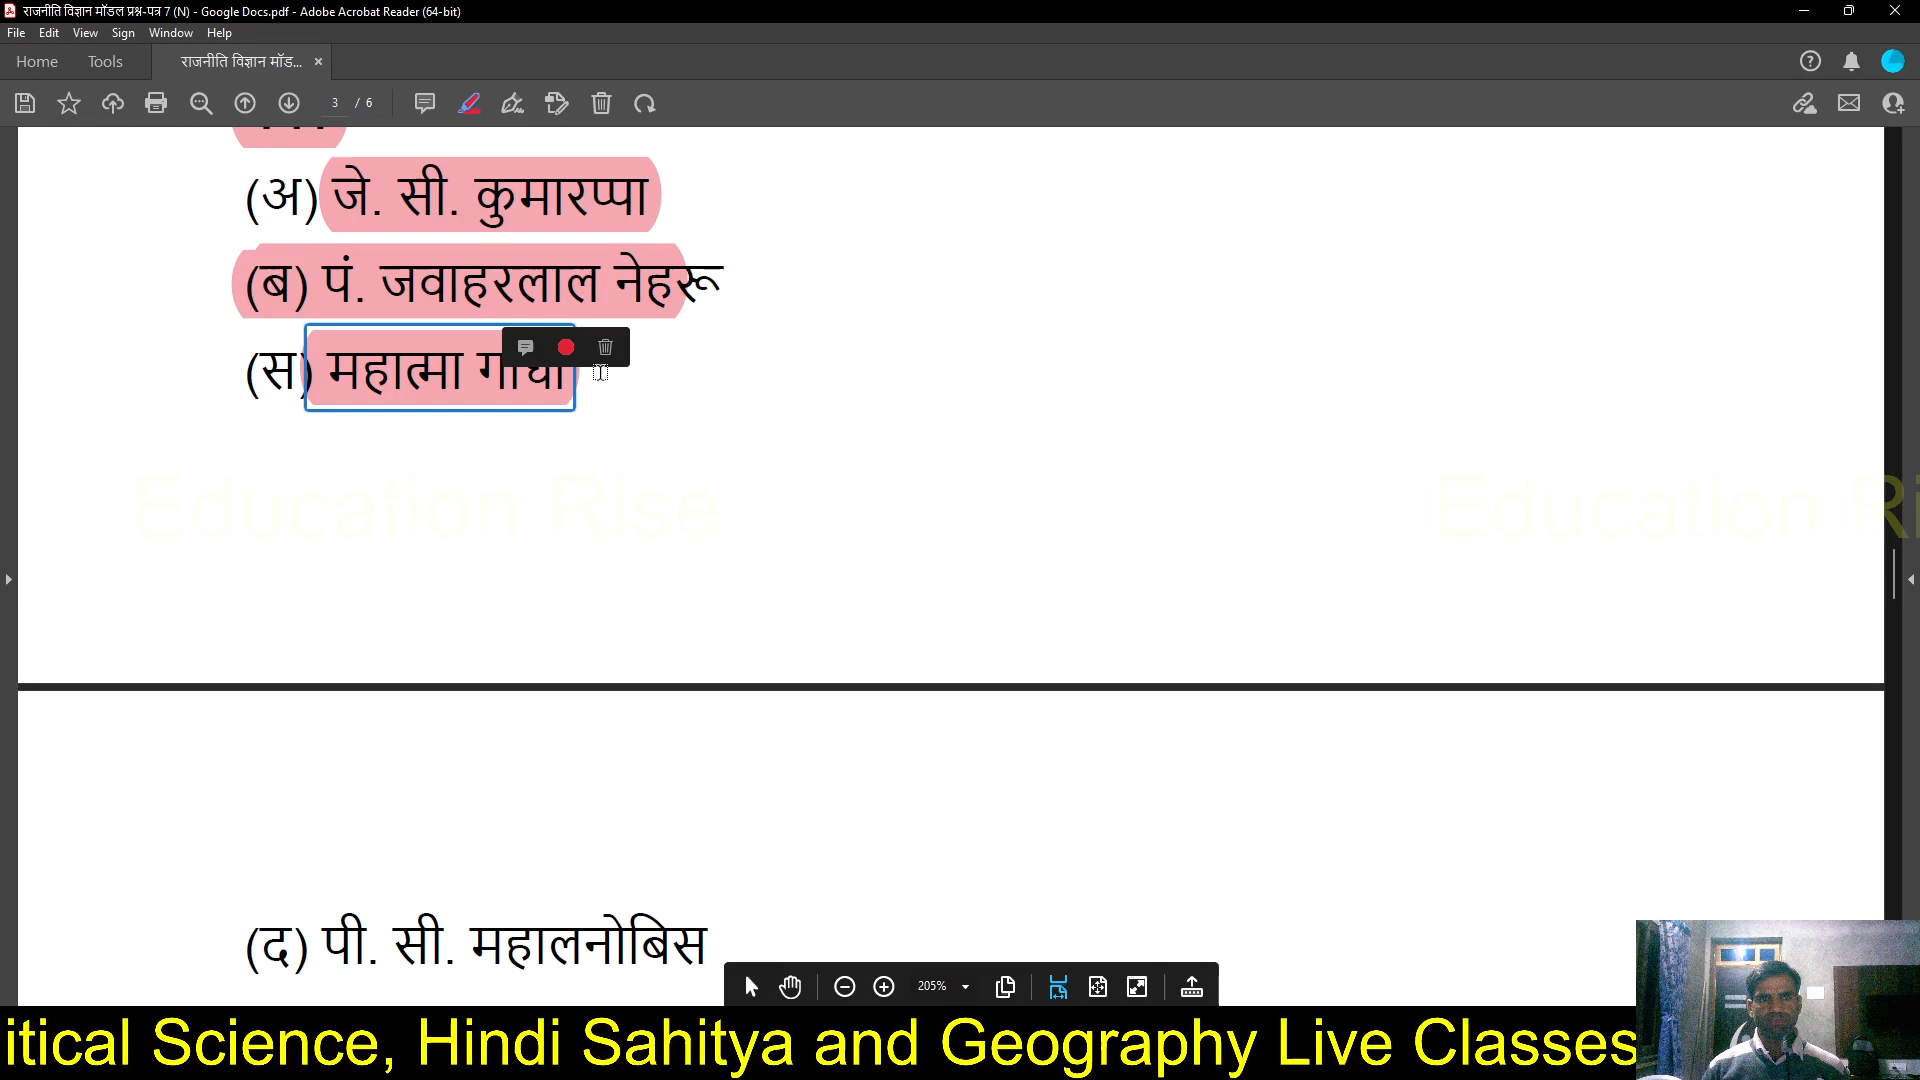 राजनीति विज्ञान मॉडल प्रश्न-पत्र 7 (N) - Google Docs.pdf - Adobe Acrobat Reader (64-bit)
File Edit View Sign Window Help
Home Tools राजनीति विज्ञान मॉड... ×
3 / 6
(अ) जे. सी. कुमारप्पा
(ब) पं. जवाहरलाल नेहरू
(स) महात्मा गांधी
Education Rise Education Ri
(द) पी. सी. महालनोबिस
205%
itical Science, Hindi Sahitya and Geography Live Classes